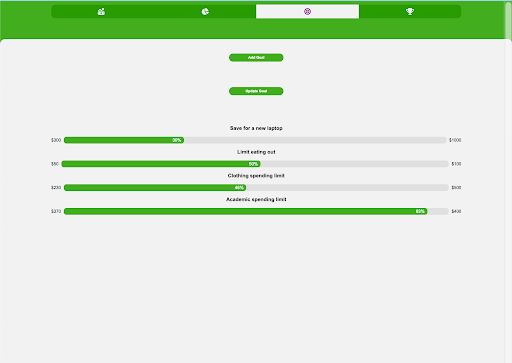 Add Goal
Update Goal
Save for a new laptop
$300 30% $1000
Limit eating out
$50 50% $100
Clothing spending limit
$230 46% $500
Academic spending limit
$370 93% $400